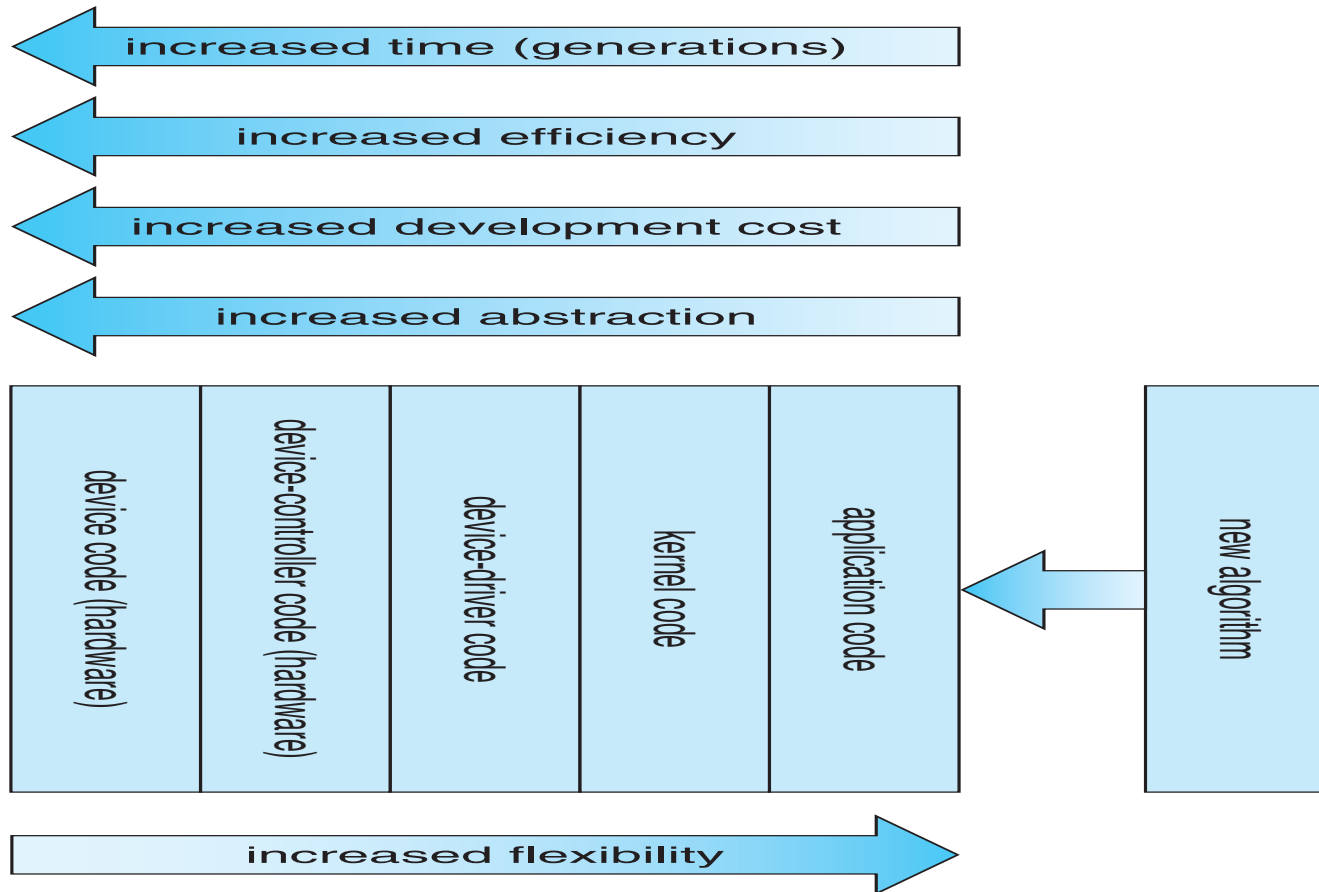 increased time (generations)
increased efficiency
increased development cost
increased abstraction
device code (hardware)
device-controller code (hardware)
device-driver code
kernel code
application code
new algorithm
increased flexibility